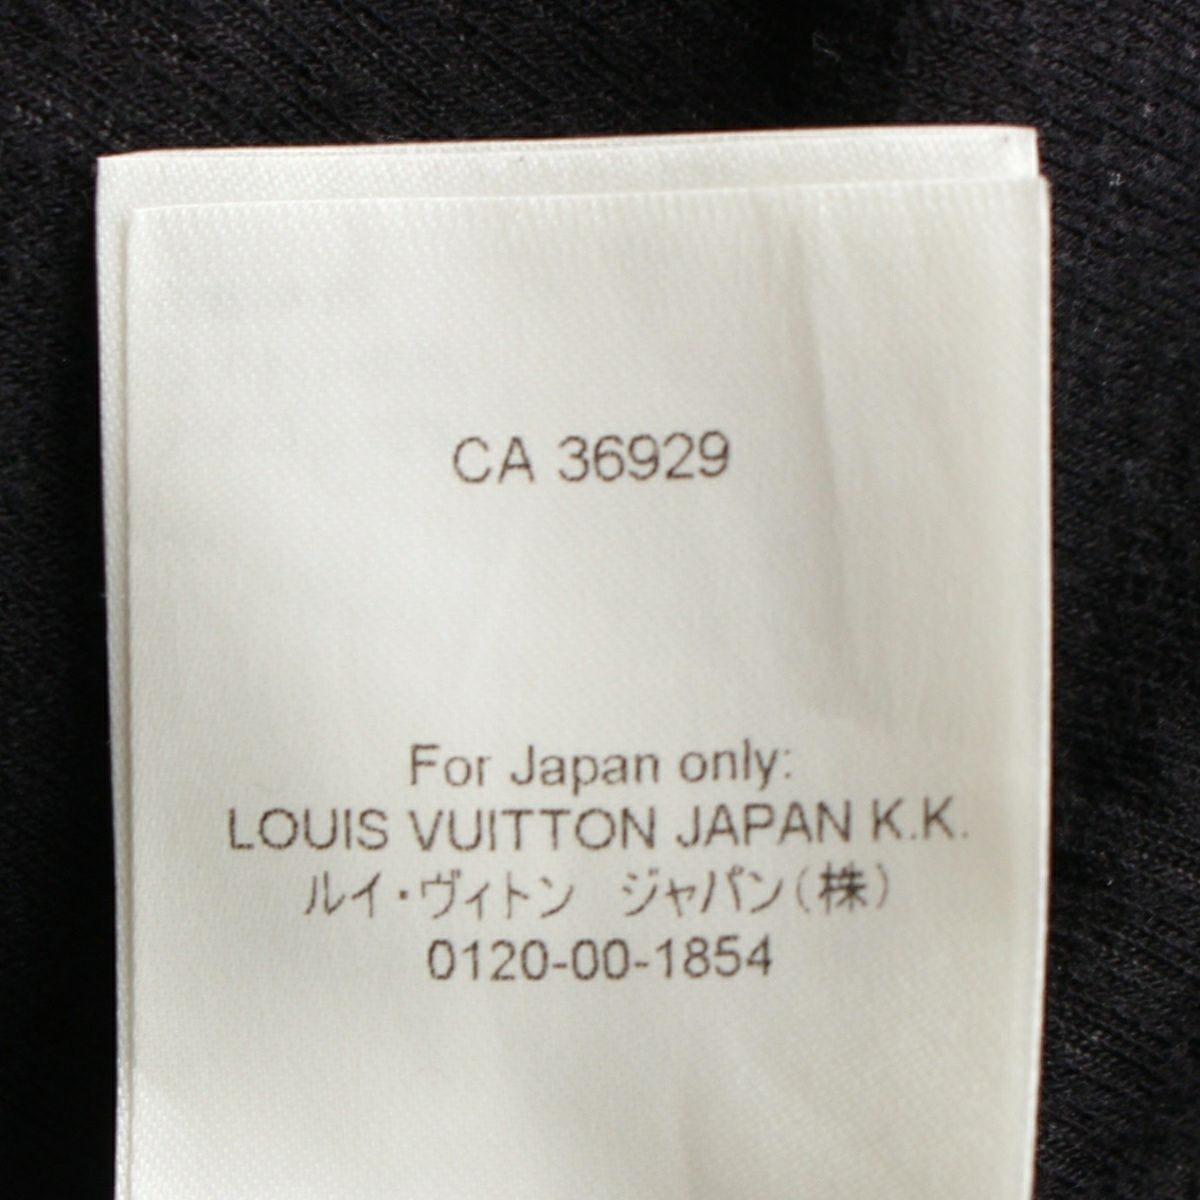 CA 36929
For Japan only:
LOUIS VUITTON JAPAN K.K.
ルイ・ヴィトン　ジャパン(株)
0120-00-1854